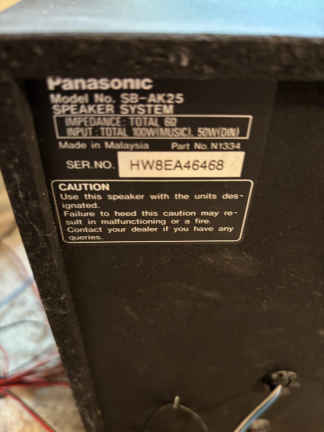 Panasonic
Model No. SB-AK25
SPEAKER SYSTEM
IMPEDANCE: TOTAL 6Ω
INPUT: TOTAL 100W(MUSIC), 50W(DIN)
Made in Malaysia Part No. N1334
SER.NO. HW8EA46468
CAUTION
Use this speaker with the units des-
ignated.
Failure to heed this caution may re-
sult in malfunctioning or a fire.
Contact your dealer if you have any
queries.